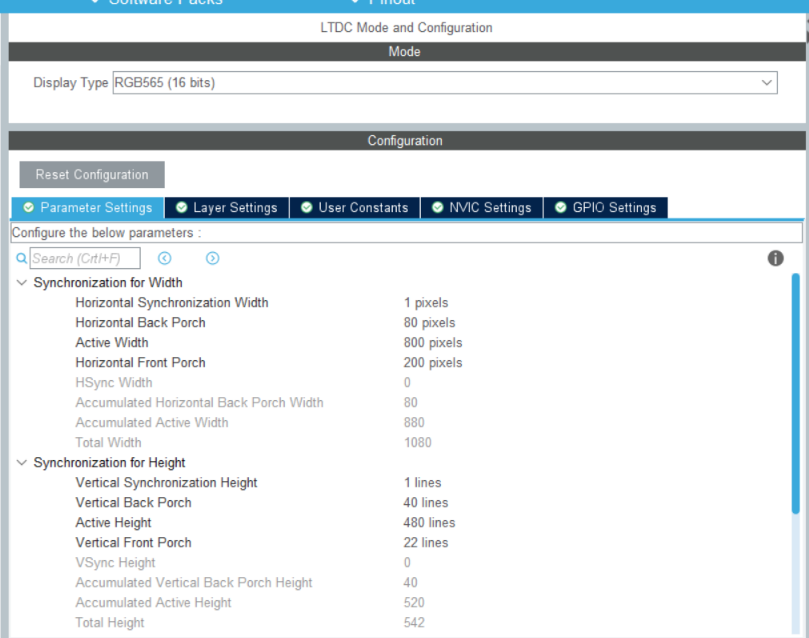 Software Packs Pinout
LTDC Mode and Configuration
Mode
Display Type RGB565 (16 bits)
Configuration
Reset Configuration
Parameter Settings Layer Settings User Constants NVIC Settings GPIO Settings
Configure the below parameters :
Search (Crtl+F)
Synchronization for Width
Horizontal Synchronization Width 1 pixels
Horizontal Back Porch 80 pixels
Active Width 800 pixels
Horizontal Front Porch 200 pixels
HSync Width 0
Accumulated Horizontal Back Porch Width 80
Accumulated Active Width 880
Total Width 1080
Synchronization for Height
Vertical Synchronization Height 1 lines
Vertical Back Porch 40 lines
Active Height 480 lines
Vertical Front Porch 22 lines
VSync Height 0
Accumulated Vertical Back Porch Height 40
Accumulated Active Height 520
Total Height 542